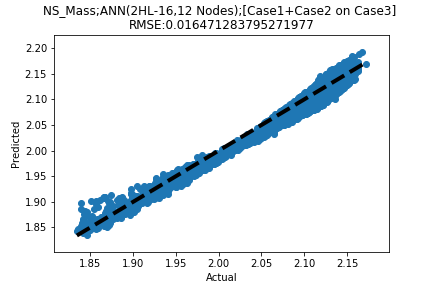 NS_Mass;ANN(2HL-16,12 Nodes);[Case1+Case2 on Case3]
RMSE:0.016471283795271977
2.20
2.15
2.10
2.05
2.00
1.95
1.90
1.85
Predicted
1.85 1.90 1.95 2.00 2.05 2.10 2.15
Actual